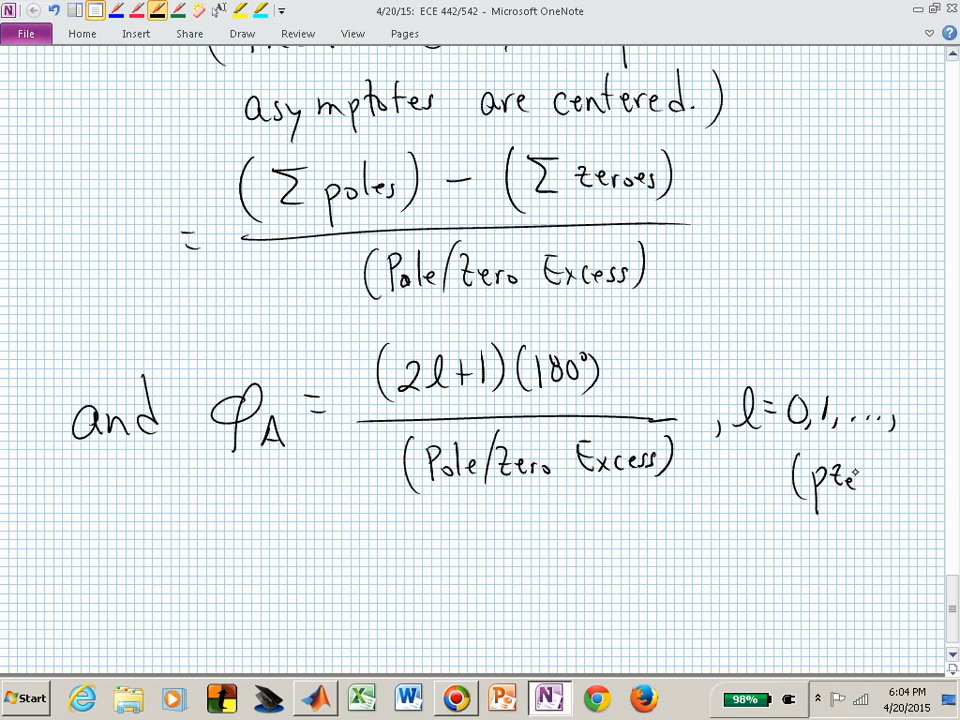 4/20/15: ECE 442/542 - Microsoft OneNote
File Home Insert Share Draw Review View Pages
asymptotes are centered.)
(Σ poles) - (Σ zeroes)
=
(Pole/Zero Excess)
and φA = (2l+1)(180°) , l=0,1,...,
(Pole/Zero Excess)
(pze
Start
98%
6:04 PM
4/20/2015